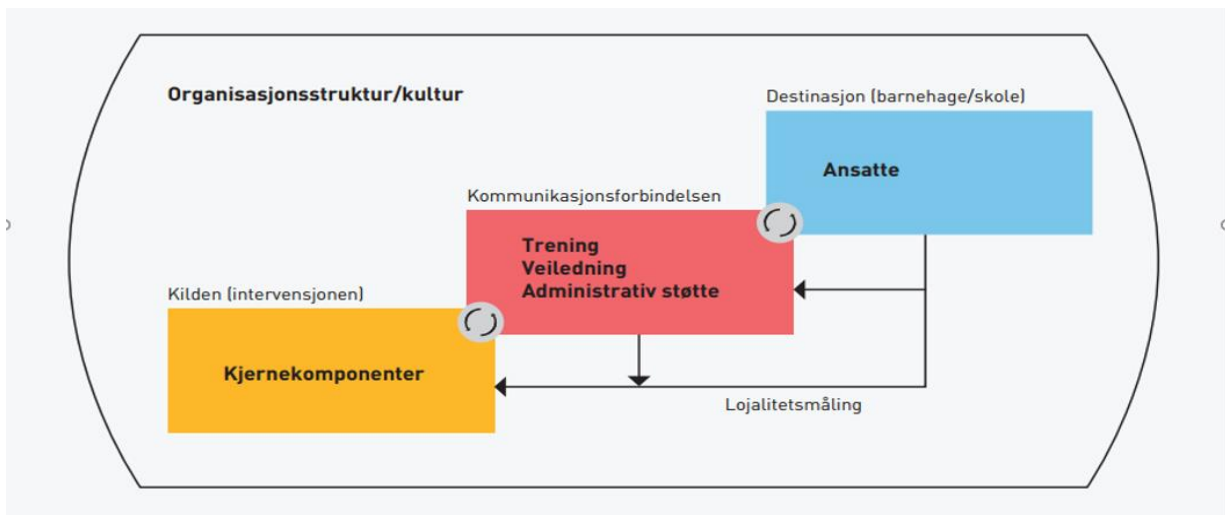 Organisasjonsstruktur/kultur
Destinasjon (barnehage/skole)
Ansatte
Kommunikasjonsforbindelsen
Trening
Veiledning
Administrativ støtte
Kilden (intervensjonen)
Kjernekomponenter
Lojalitetsmåling